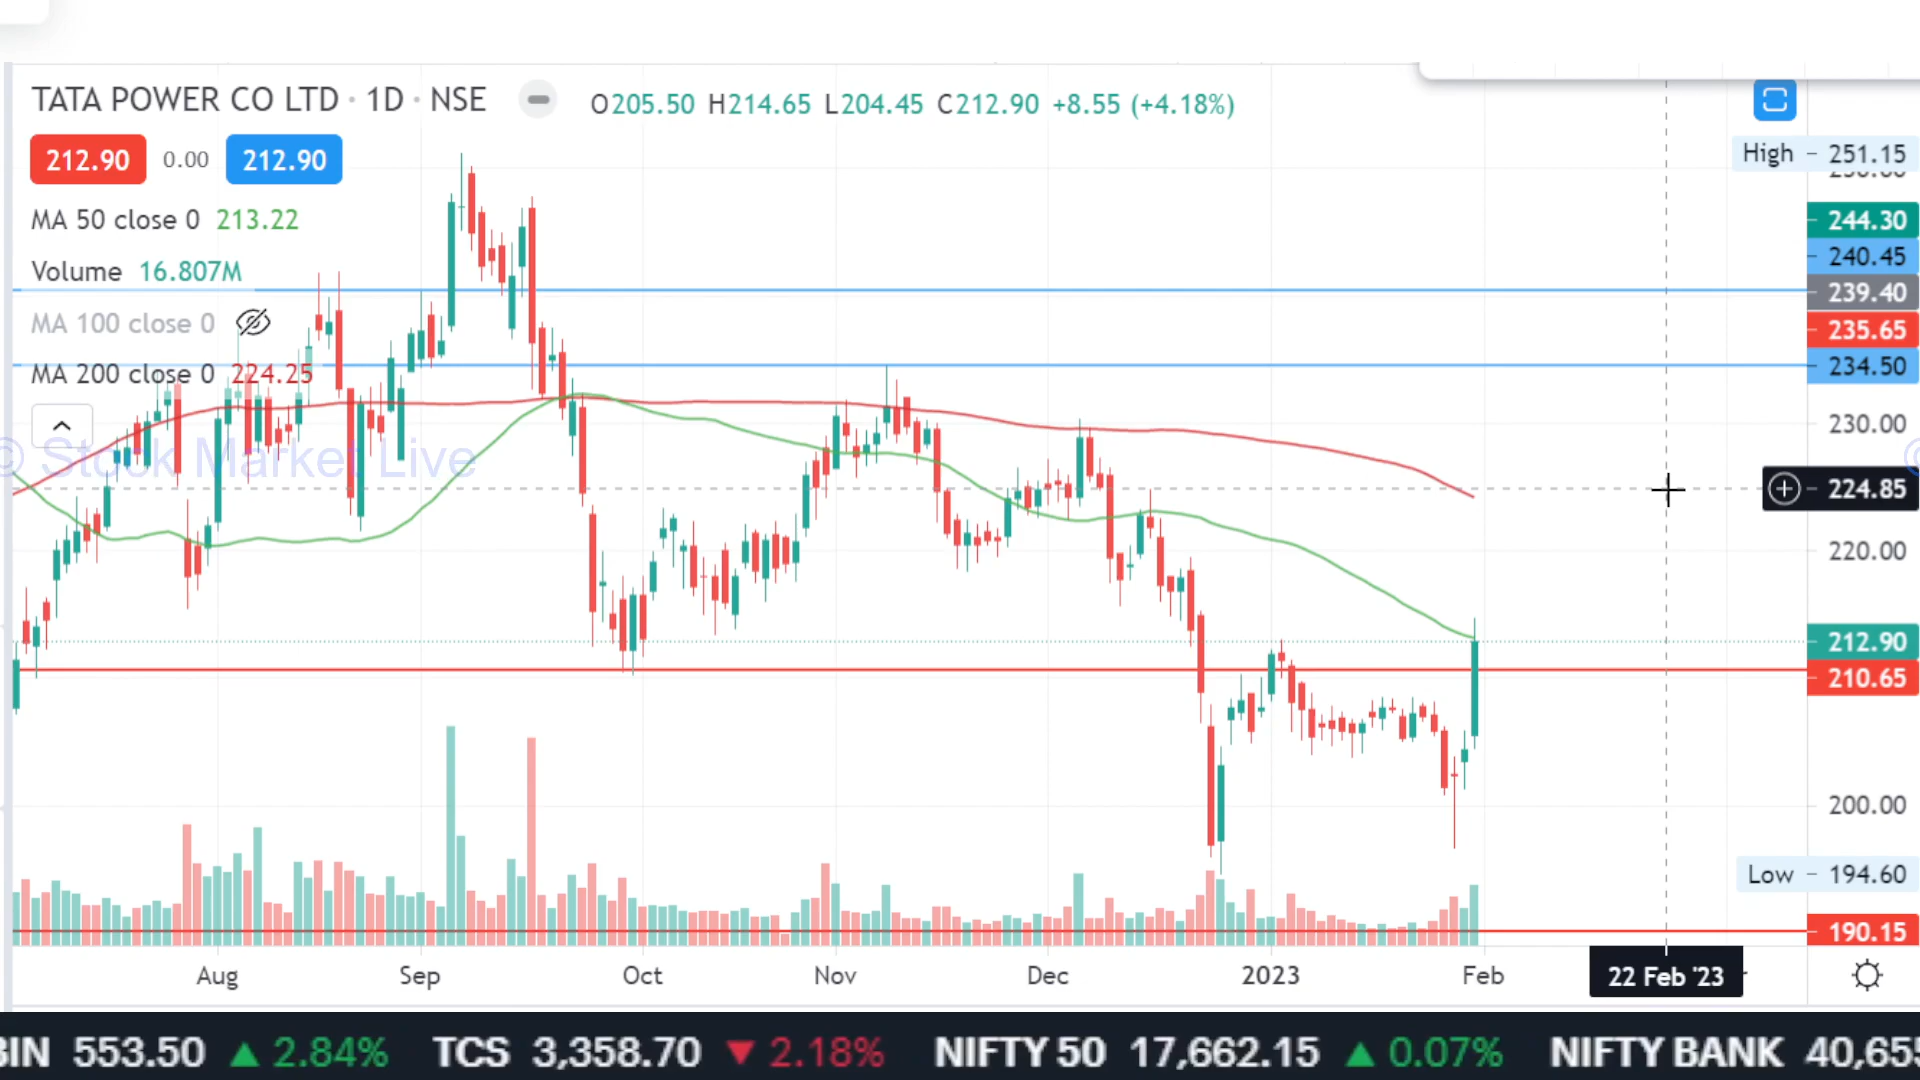 TATA POWER CO LTD · 1D · NSE O205.50 H214.65 L204.45 C212.90 +8.55 (+4.18%)
212.90 0.00 212.90
MA 50 close 0 213.22
Volume 16.807M
MA 100 close 0
MA 200 close 0 224.25
© Stock Market Live
High 251.15
244.30
240.45
239.40
235.65
234.50
230.00
224.85
220.00
212.90
210.65
200.00
Low 194.60
190.15
Aug Sep Oct Nov Dec 2023 Feb 22 Feb '23
BIN 553.50 ▲ 2.84% TCS 3,358.70 ▼ 2.18% NIFTY 50 17,662.15 ▲ 0.07% NIFTY BANK